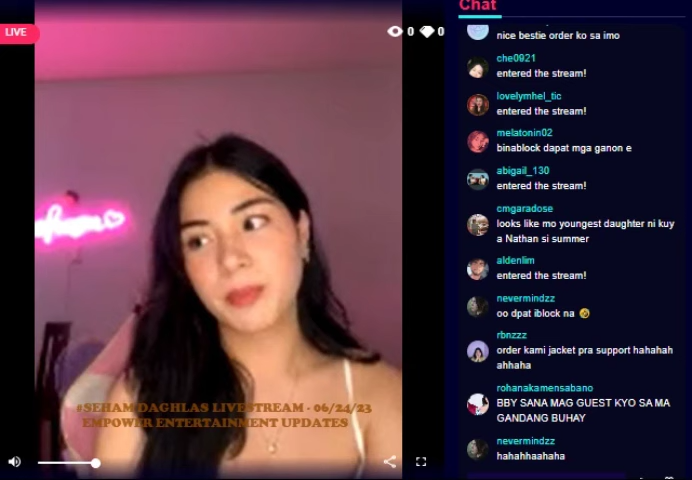 LIVE
0
0
#SEHAM DAGHLAS LIVESTREAM - 06/24/23
EMPOWER ENTERTAINMENT UPDATES
Chat
nice bestie order ko sa imo
che0921
entered the stream!
lovelymhel_tic
entered the stream!
melatonin02
binablock dapat mga ganon e
abigail_130
entered the stream!
cmgaradose
looks like mo youngest daughter ni kuy
a Nathan si summer
aldenlim
entered the stream!
nevermindzz
oo dpat iblock na 🤣
rbnzzz
order kami jacket pra support hahahah
ahhaha
rohanakamensabano
BBY SANA MAG GUEST KYO SA MA
GANDANG BUHAY
nevermindzz
hahahhaahaha